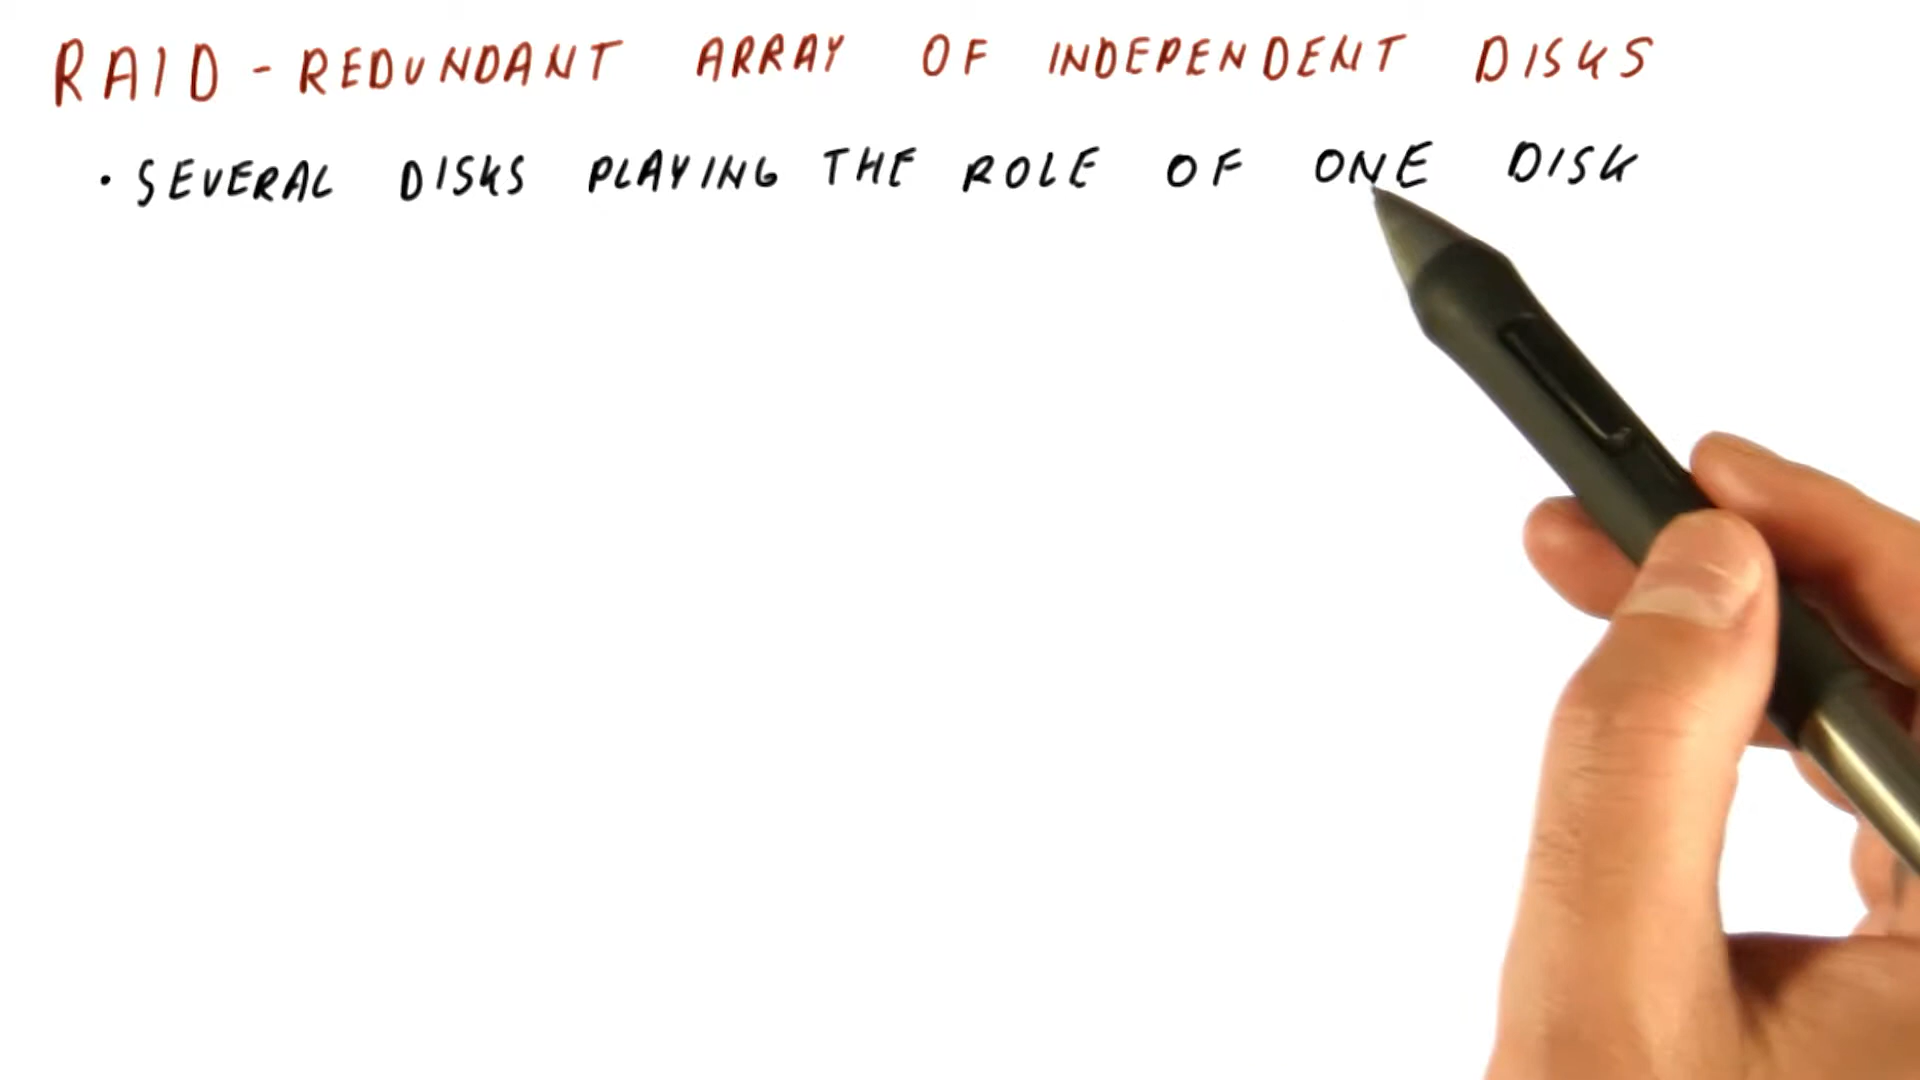 RAID - REDUNDANT ARRAY OF INDEPENDENT DISKS
• SEVERAL DISKS PLAYING THE ROLE OF ONE DISK